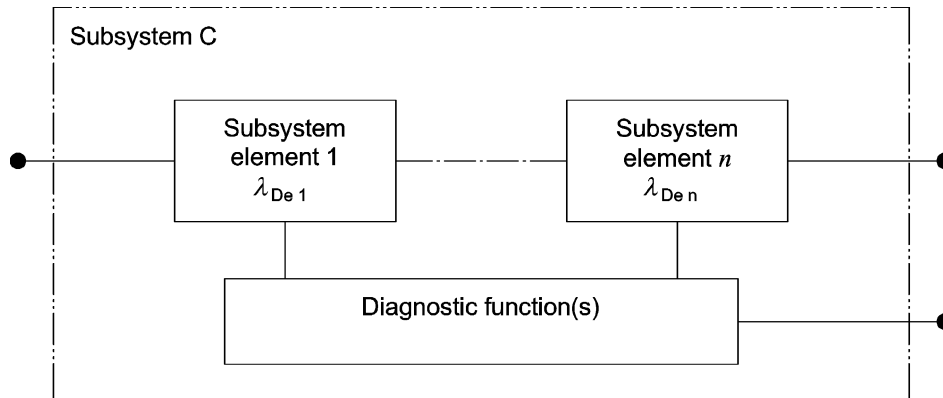 Subsystem C
Subsystem
element 1
λDe 1
Subsystem
element n
λDe n
Diagnostic function(s)